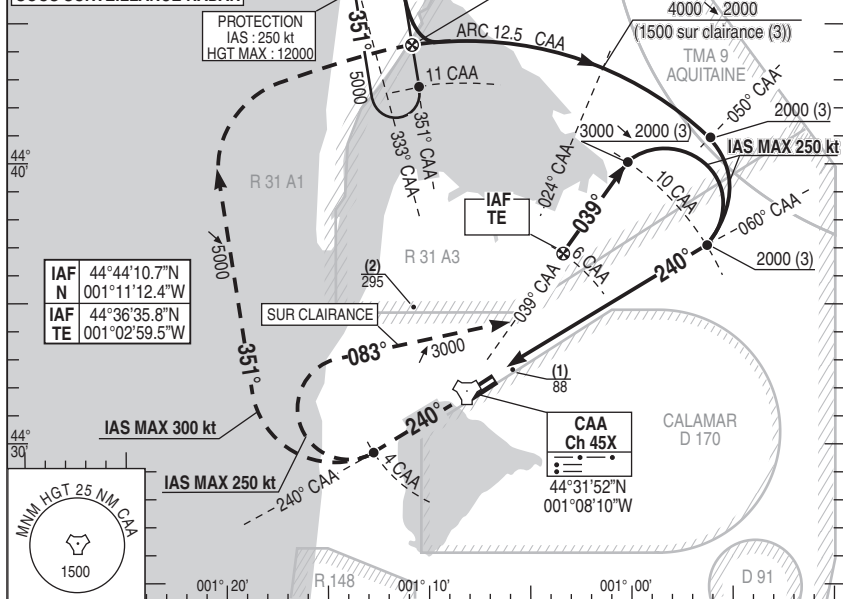 SOUS SURVEILLANCE RADAR
PROTECTION
IAS : 250 kt
HGT MAX : 12000
351°
5000
11 CAA
333° CAA
351° CAA
ARC 12.5 CAA
4000 ➘ 2000
(1500 sur clairance (3))
TMA 9
AQUITAINE
050° CAA
2000 (3)
3000 ➘ 2000 (3)
IAS MAX 250 kt
44°
40'
R 31 A1
024° CAA
10 CAA
060° CAA
IAF
TE
039°
6 CAA
2000 (3)
➘5000
R 31 A3
240°
IAF
N
44°44'10.7"N
001°11'12.4"W
IAF
TE
44°36'35.8"N
001°02'59.5"W
(2)
295
039° CAA
SUR CLAIRANCE
083°
➚3000
351°
(1)
88
IAS MAX 300 kt
240°
CAA
Ch 45X
44°31'52"N
001°08'10"W
CALAMAR
D 170
44°
30'
IAS MAX 250 kt
4 CAA
240° CAA
MNM HGT 25 NM CAA
1500
R 148
D 91
001°20'
001°10'
001°00'